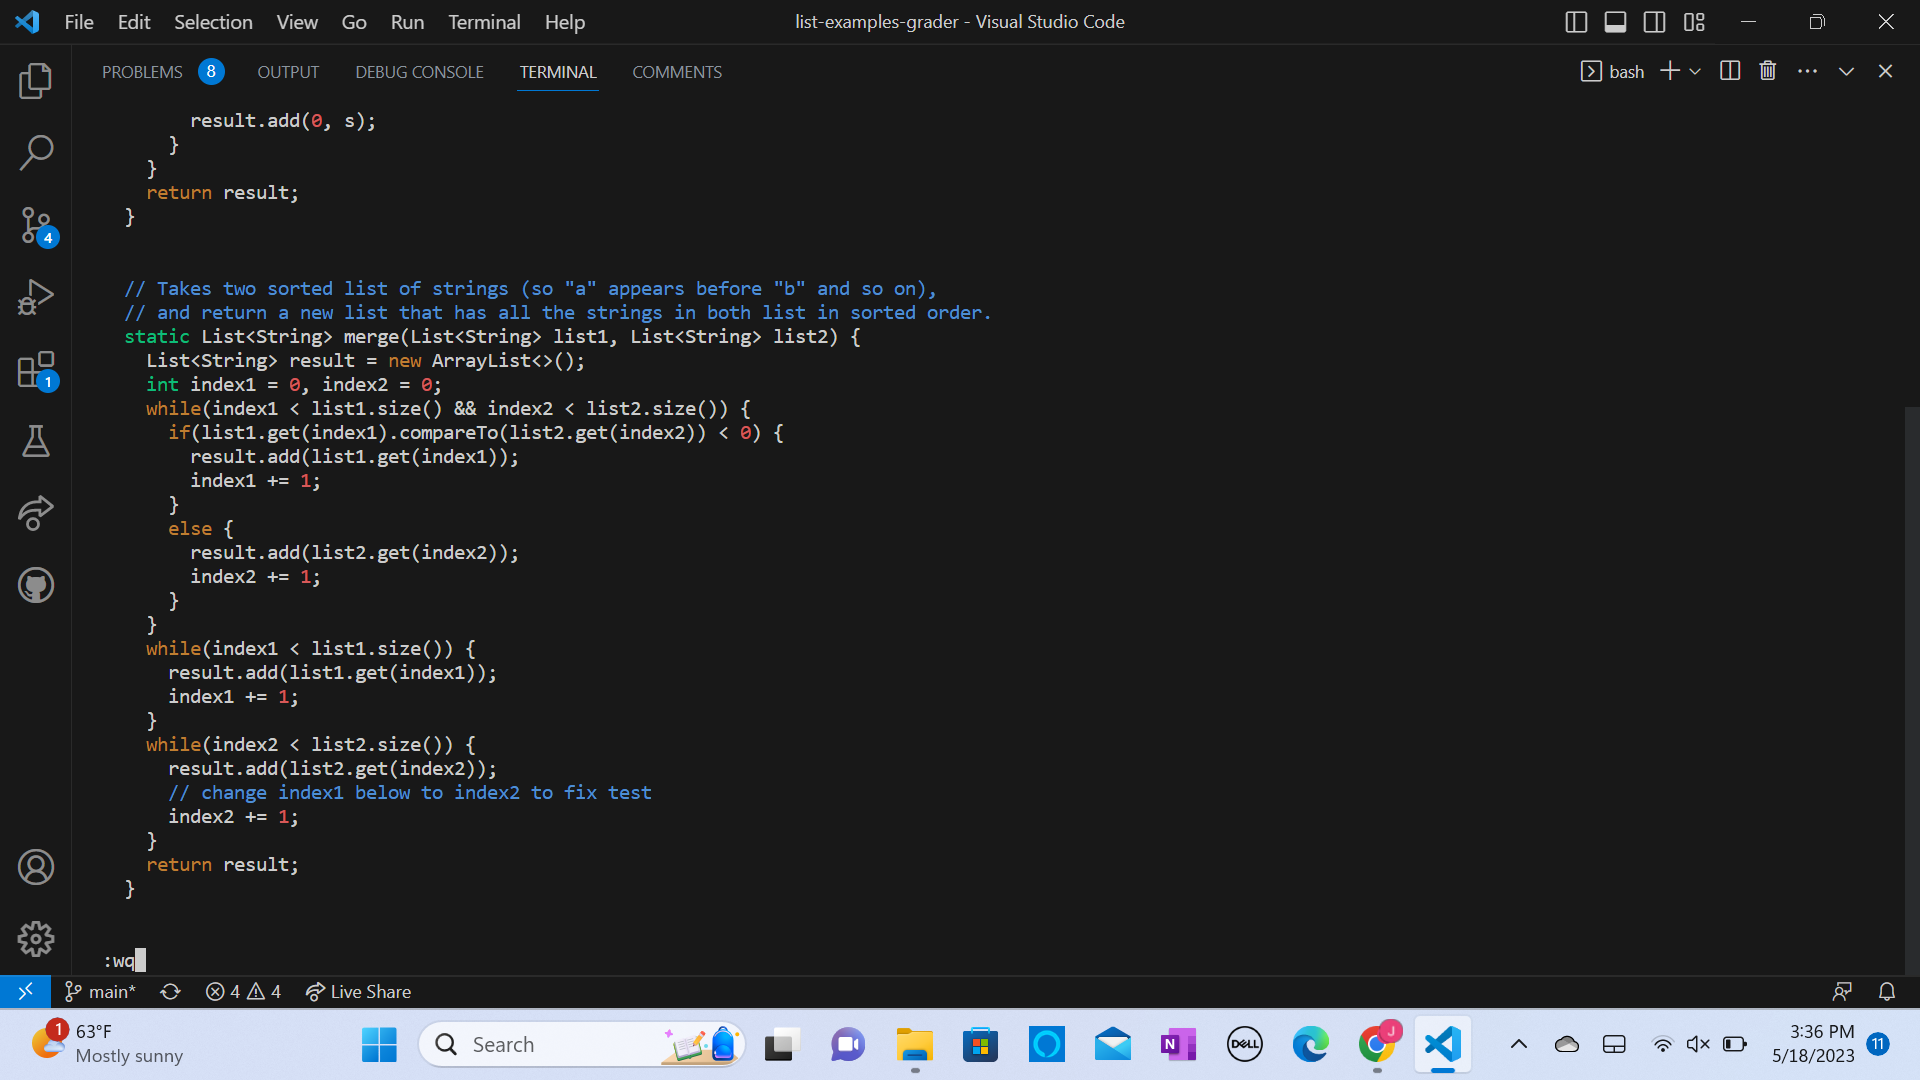 File Edit Selection View Go Run Terminal Help list-examples-grader - Visual Studio Code
PROBLEMS 8 OUTPUT DEBUG CONSOLE TERMINAL COMMENTS bash
result.add(0, s);
}
}
return result;
}
// Takes two sorted list of strings (so "a" appears before "b" and so on),
// and return a new list that has all the strings in both list in sorted order.
static List<String> merge(List<String> list1, List<String> list2) {
List<String> result = new ArrayList<>();
int index1 = 0, index2 = 0;
while(index1 < list1.size() && index2 < list2.size()) {
if(list1.get(index1).compareTo(list2.get(index2)) < 0) {
result.add(list1.get(index1));
index1 += 1;
}
else {
result.add(list2.get(index2));
index2 += 1;
}
}
while(index1 < list1.size()) {
result.add(list1.get(index1));
index1 += 1;
}
while(index2 < list2.size()) {
result.add(list2.get(index2));
// change index1 below to index2 to fix test
index2 += 1;
}
return result;
}
:wq
4
1
main* 4 4 Live Share
1 63°F
Mostly sunny
Search
N
DELL
J
3:36 PM
5/18/2023
11